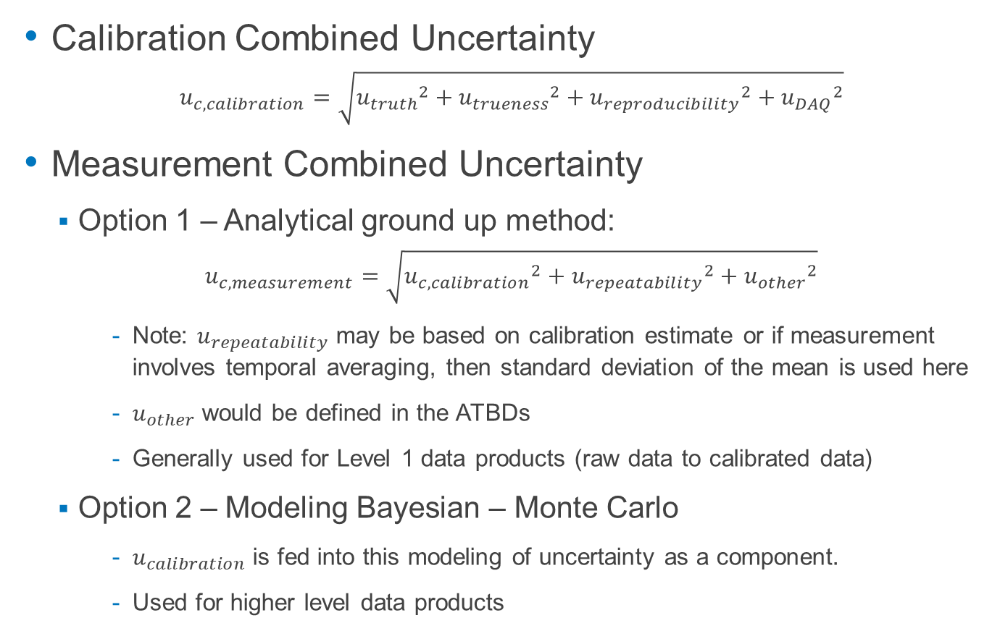 • Calibration Combined Uncertainty
u_{c,calibration} = √(u_{truth}² + u_{trueness}² + u_{reproducibility}² + u_{DAQ}²)
• Measurement Combined Uncertainty
▪ Option 1 – Analytical ground up method:
u_{c,measurement} = √(u_{c,calibration}² + u_{repeatability}² + u_{other}²)
- Note: u_{repeatability} may be based on calibration estimate or if measurement
involves temporal averaging, then standard deviation of the mean is used here
- u_{other} would be defined in the ATBDs
- Generally used for Level 1 data products (raw data to calibrated data)
▪ Option 2 – Modeling Bayesian – Monte Carlo
- u_{calibration} is fed into this modeling of uncertainty as a component.
- Used for higher level data products